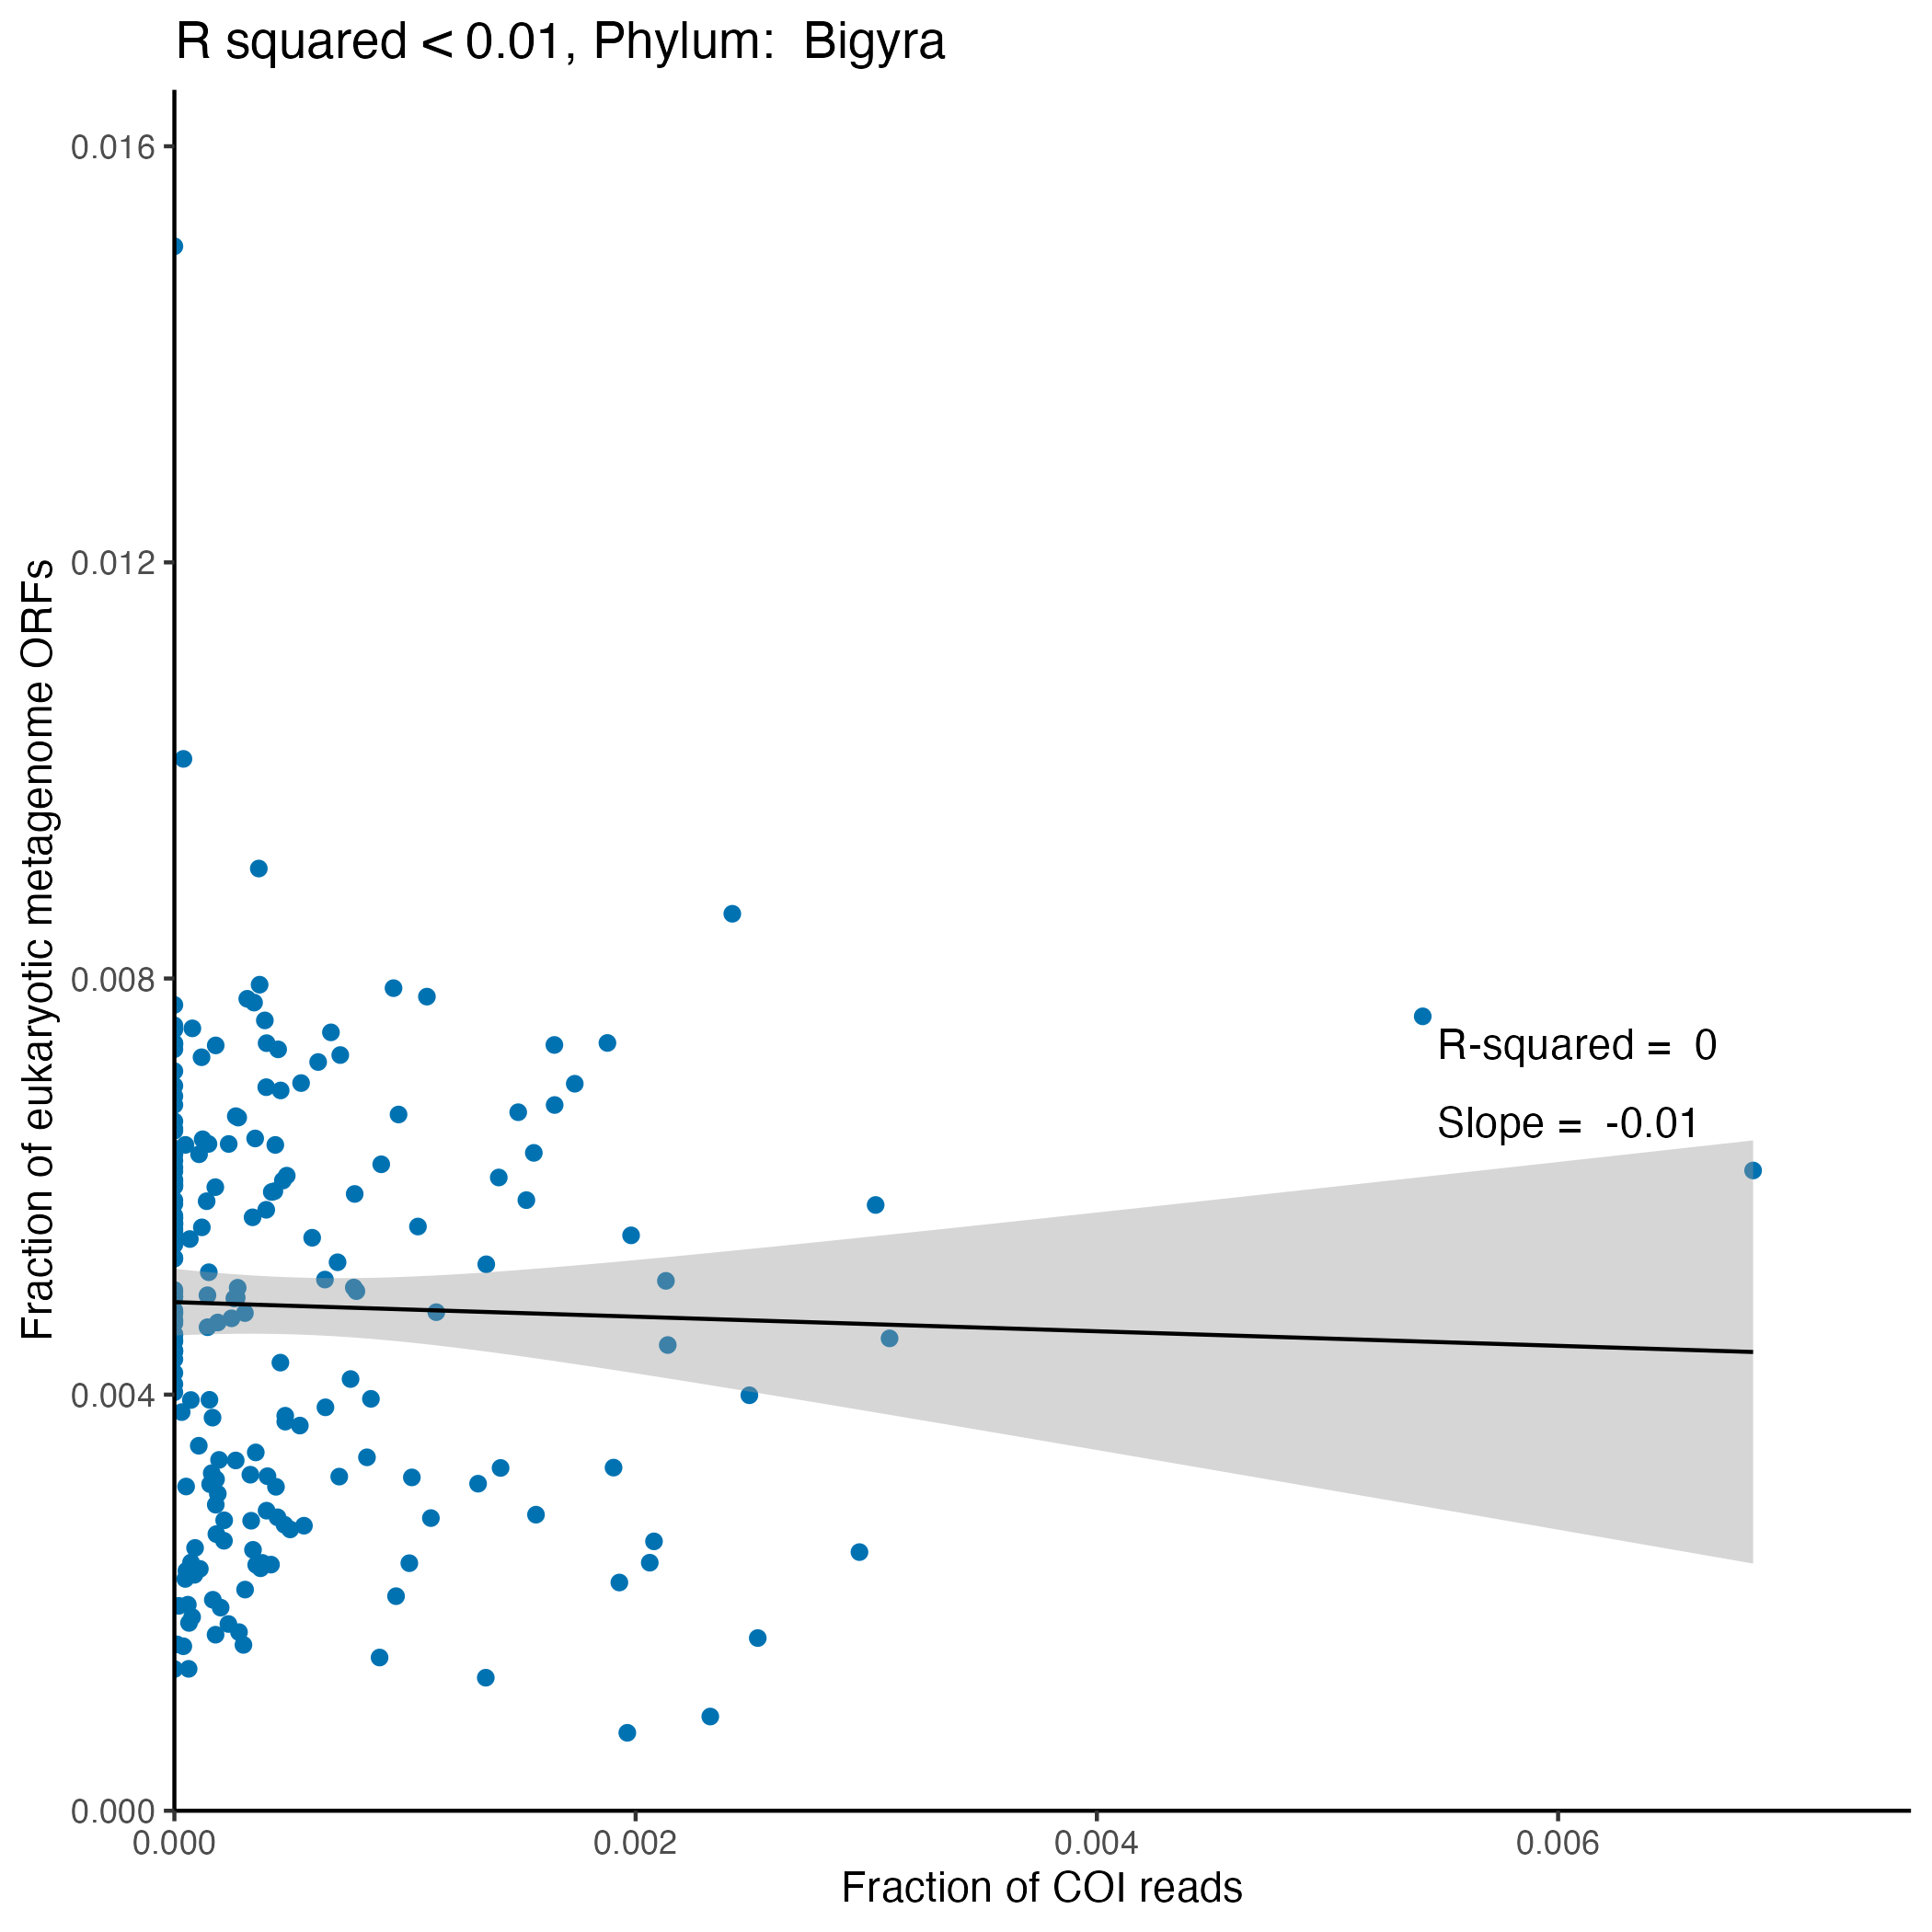 R squared < 0.01, Phylum:  Bigyra
Fraction of eukaryotic metagenome ORFs
0.016
0.012
0.008
0.004
0.000
R-squared =  0
Slope =  -0.01
0.000
0.002
0.004
0.006
Fraction of COI reads